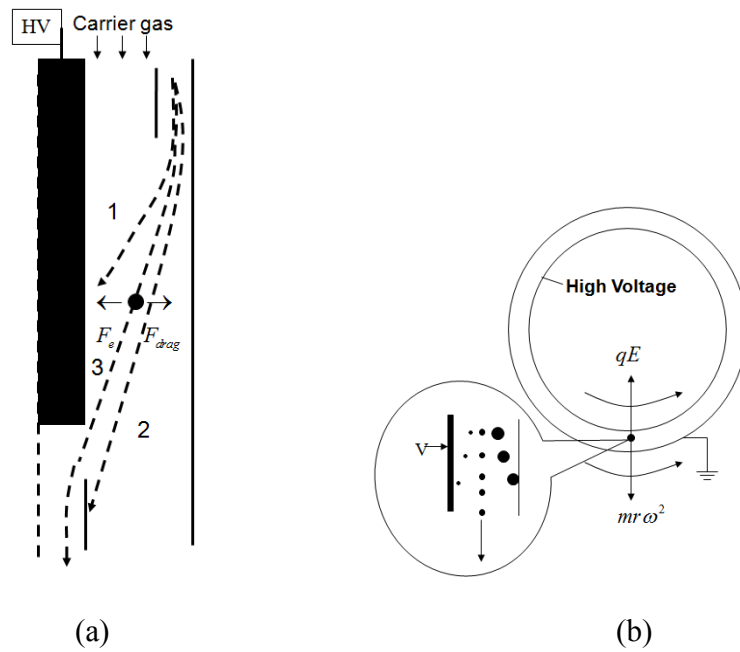 HV
Carrier gas
1
F_e
F_drag
3
2
(a)
High Voltage
qE
V
mrω²
(b)